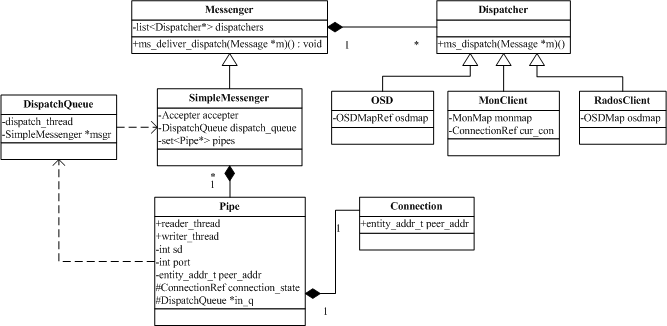 Messenger
-list<Dispatcher*> dispatchers
+ms_deliver_dispatch(Message *m)() : void
1
*
Dispatcher
+ms_dispatch(Message *m)()
DispatchQueue
-dispatch_thread
-SimpleMessenger *msgr
SimpleMessenger
-Accepter accepter
-DispatchQueue dispatch_queue
-set<Pipe*> pipes
OSD
-OSDMapRef osdmap
MonClient
-MonMap monmap
-ConnectionRef cur_con
RadosClient
-OSDMap osdmap
*
1
Pipe
+reader_thread
+writer_thread
-int sd
-int port
-entity_addr_t peer_addr
#ConnectionRef connection_state
#DispatchQueue *in_q
1
1
Connection
+entity_addr_t peer_addr